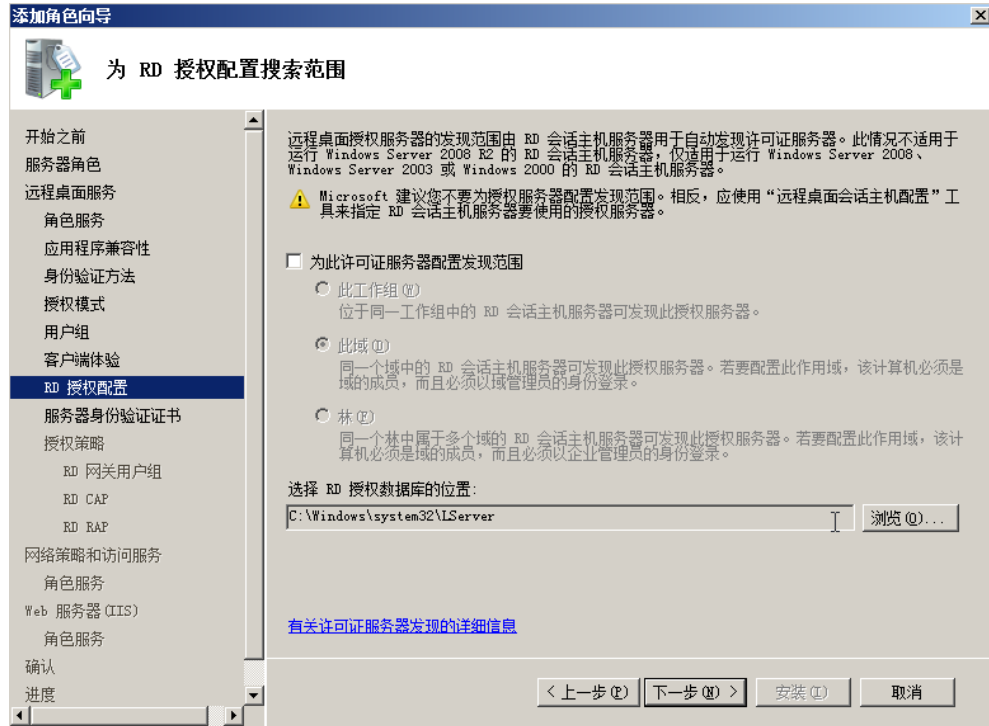 添加角色向导
为 RD 授权配置搜索范围
开始之前
服务器角色
远程桌面服务
角色服务
应用程序兼容性
身份验证方法
授权模式
用户组
客户端体验
RD 授权配置
服务器身份验证证书
授权策略
RD 网关用户组
RD CAP
RD RAP
网络策略和访问服务
角色服务
Web 服务器(IIS)
角色服务
确认
进度
远程桌面授权服务器的发现范围由 RD 会话主机服务器用于自动发现许可证服务器。此情况不适用于
运行 Windows Server 2008 R2 的 RD 会话主机服务器，仅适用于运行 Windows Server 2008、
Windows Server 2003 或 Windows 2000 的 RD 会话主机服务器。
Microsoft 建议您不要为授权服务器配置发现范围。相反，应使用“远程桌面会话主机配置”工
具来指定 RD 会话主机服务器要使用的授权服务器。
为此许可证服务器配置发现范围
此工作组(W)
位于同一工作组中的 RD 会话主机服务器可发现此授权服务器。
此域(D)
同一个域中的 RD 会话主机服务器可发现此授权服务器。若要配置此作用域，该计算机必须是
域的成员，而且必须以域管理员的身份登录。
林(F)
同一个林中属于多个域的 RD 会话主机服务器可发现此授权服务器。若要配置此作用域，该计
算机必须是域的成员，而且必须以企业管理员的身份登录。
选择 RD 授权数据库的位置:
C:\Windows\system32\LServer
浏览(O)...
有关许可证服务器发现的详细信息
< 上一步(P)
下一步(N) >
安装(I)
取消